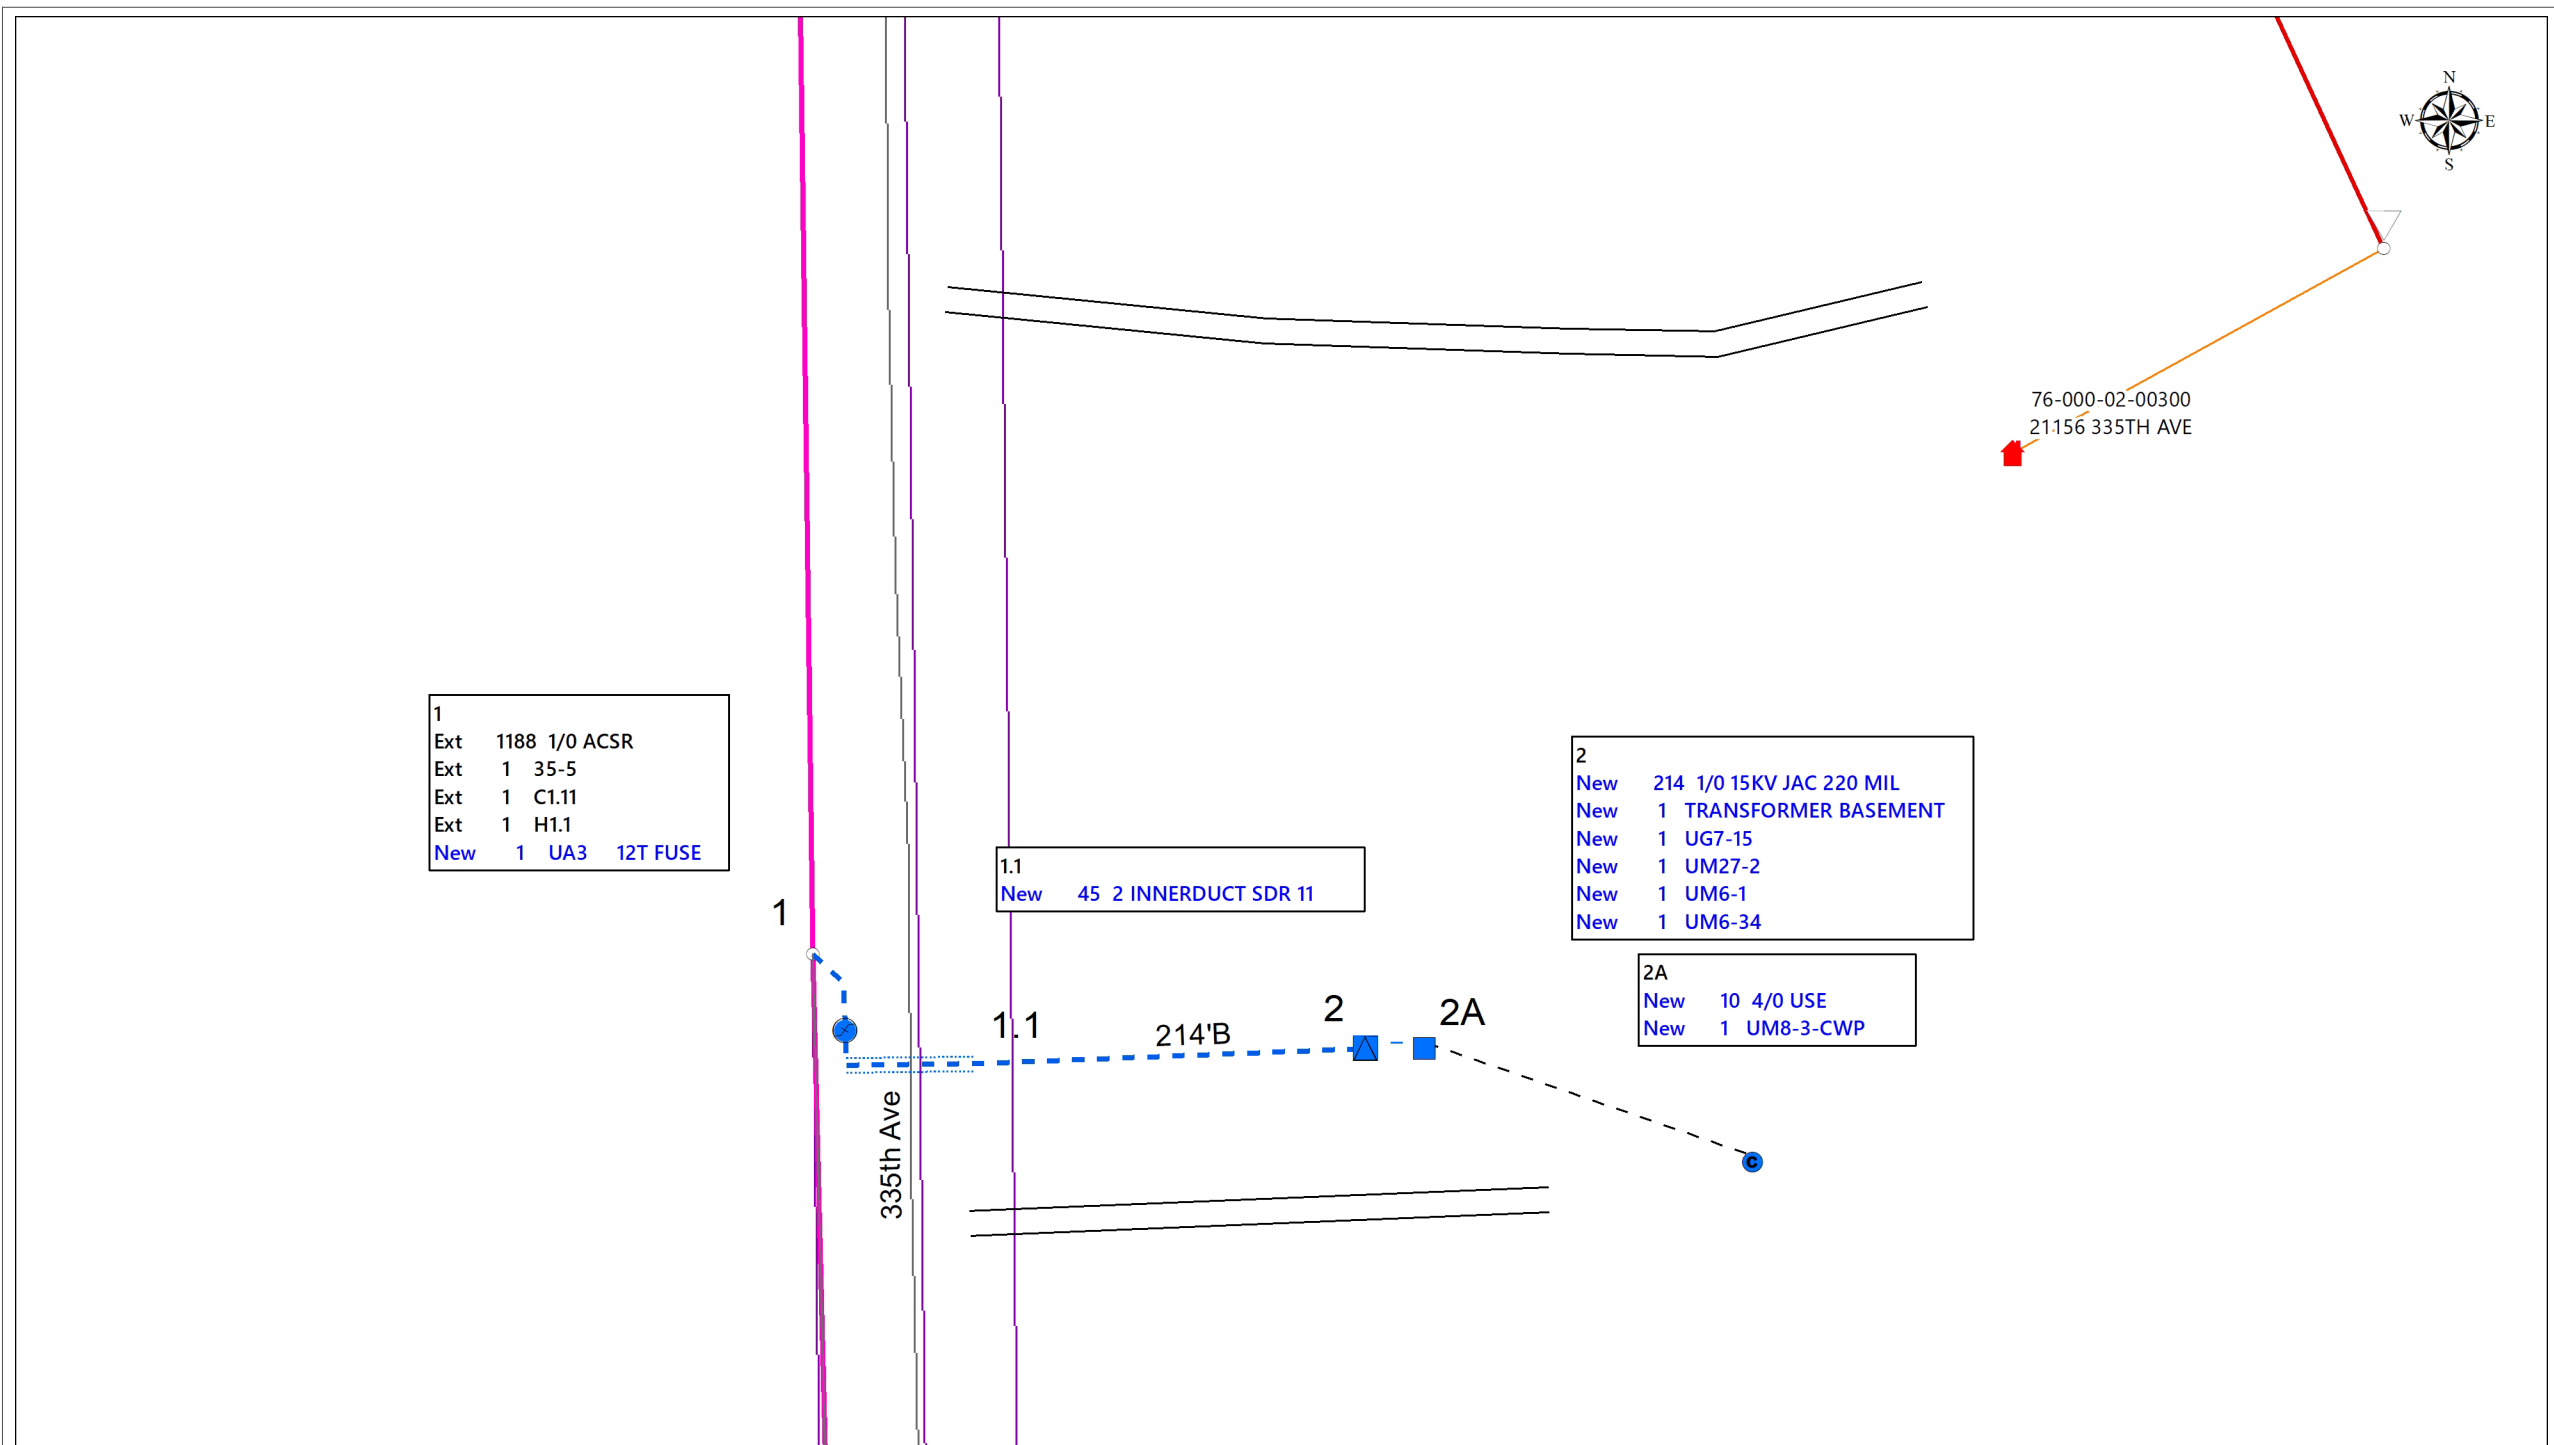 N
W E
S
76-000-02-00300
21156 335TH AVE
1
Ext 1188 1/0 ACSR
Ext 1 35-5
Ext 1 C1.11
Ext 1 H1.1
New 1 UA3 12T FUSE
2
New 214 1/0 15KV JAC 220 MIL
New 1 TRANSFORMER BASEMENT
New 1 UG7-15
New 1 UM27-2
New 1 UM6-1
New 1 UM6-34
1.1
New 45 2 INNERDUCT SDR 11
1
2A
New 10 4/0 USE
New 1 UM8-3-CWP
1.1
214'B
2
2A
335th Ave
C